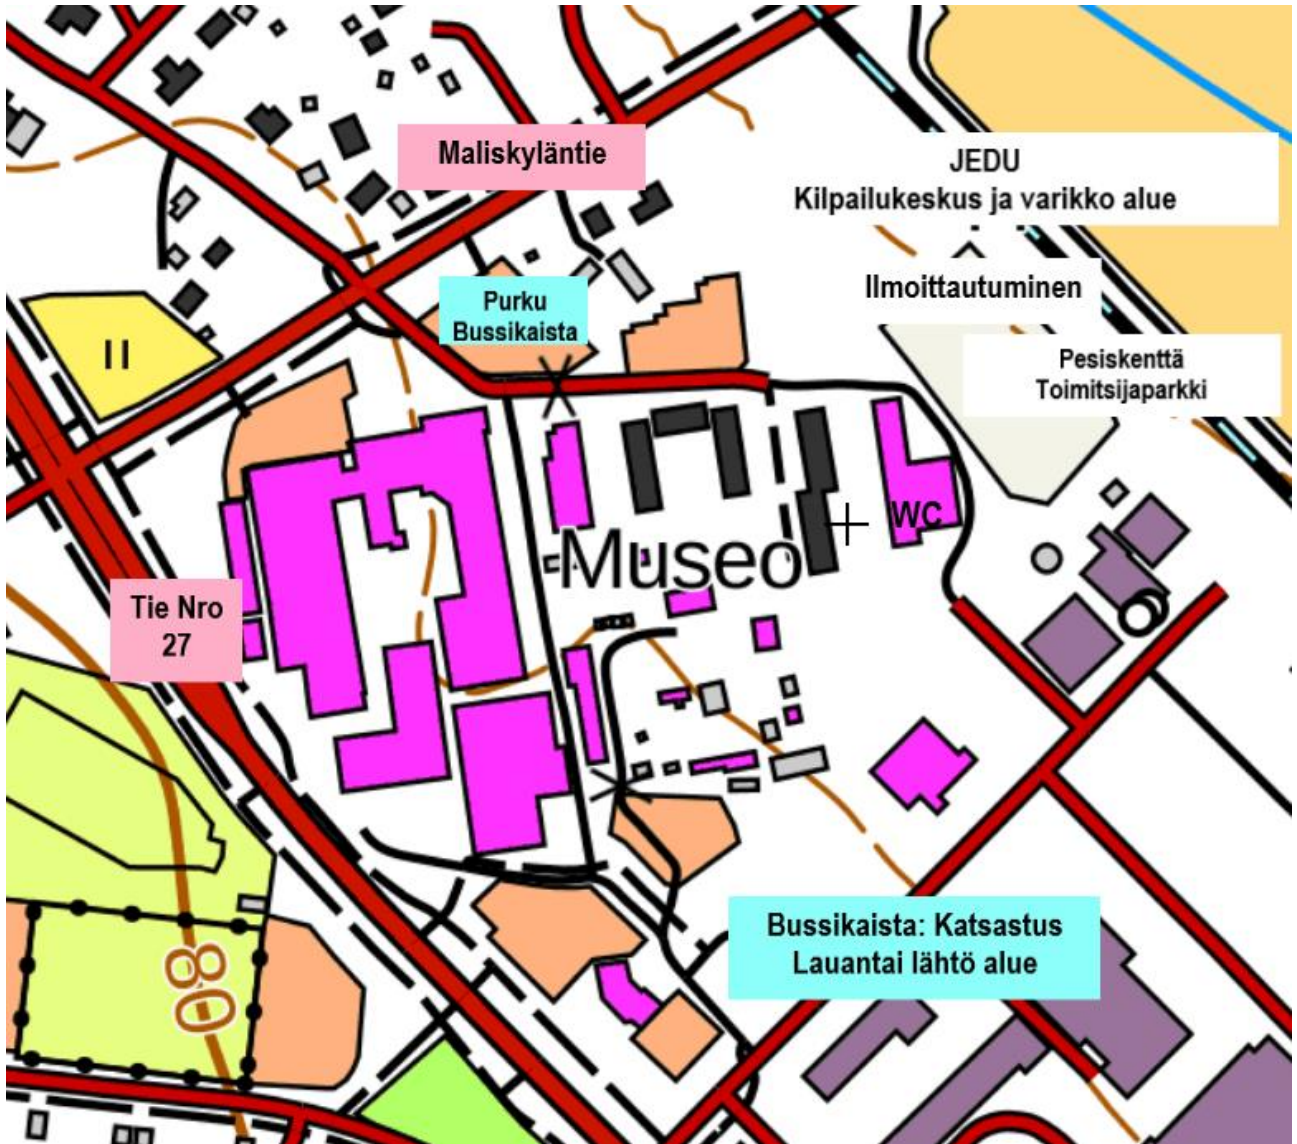 Maliskyläntie
JEDU
Kilpailukeskus ja varikko alue
Ilmoittautuminen
Purku
Bussikaista
Pesiskenttä
Toimitsijaparkki
II
WC
Museo
Tie Nro
27
Bussikaista: Katsastus
Lauantai lähtö alue
80